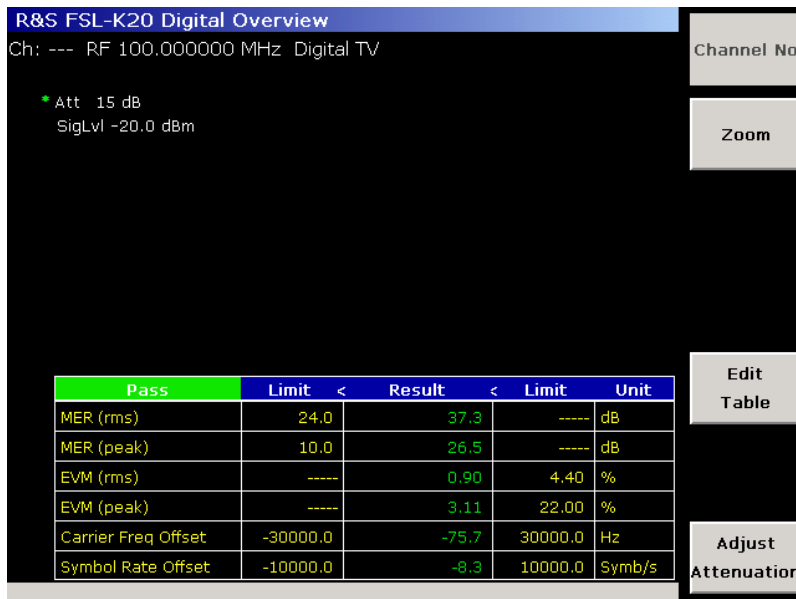 R&S FSL-K20 Digital Overview
Ch: --- RF 100.000000 MHz Digital TV
* Att 15 dB
SigLvl -20.0 dBm
Pass Limit < Result < Limit Unit
MER (rms) 24.0 37.3 ----- dB
MER (peak) 10.0 26.5 ----- dB
EVM (rms) ----- 0.90 4.40 %
EVM (peak) ----- 3.11 22.00 %
Carrier Freq Offset -30000.0 -75.7 30000.0 Hz
Symbol Rate Offset -10000.0 -8.3 10000.0 Symb/s
Channel No
Zoom
Edit
Table
Adjust
Attenuation